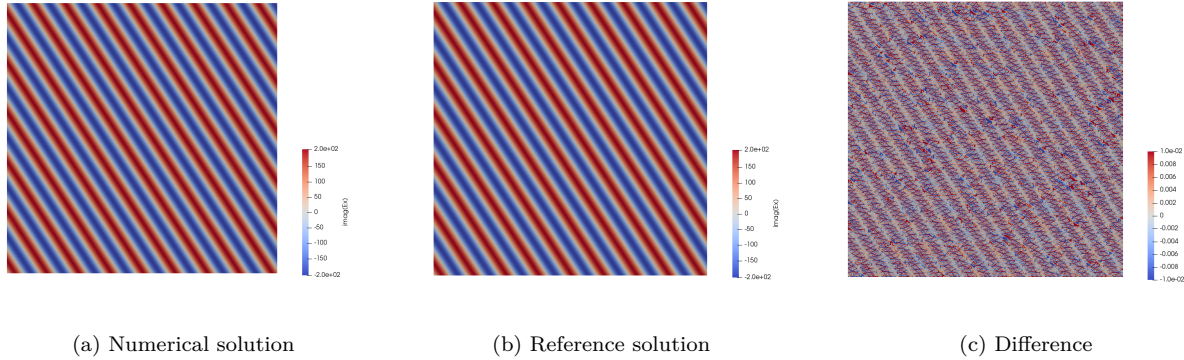 2.0e+02
150
100
50
0
-50
-100
-150
-2.0e+02
imag(Ex)
2.0e+02
150
100
50
0
-50
-100
-150
-2.0e+02
imag(Ex)
1.0e-02
0.008
0.006
0.004
0.002
0
-0.002
-0.004
-0.006
-0.008
-1.0e-02
(a) Numerical solution
(b) Reference solution
(c) Difference